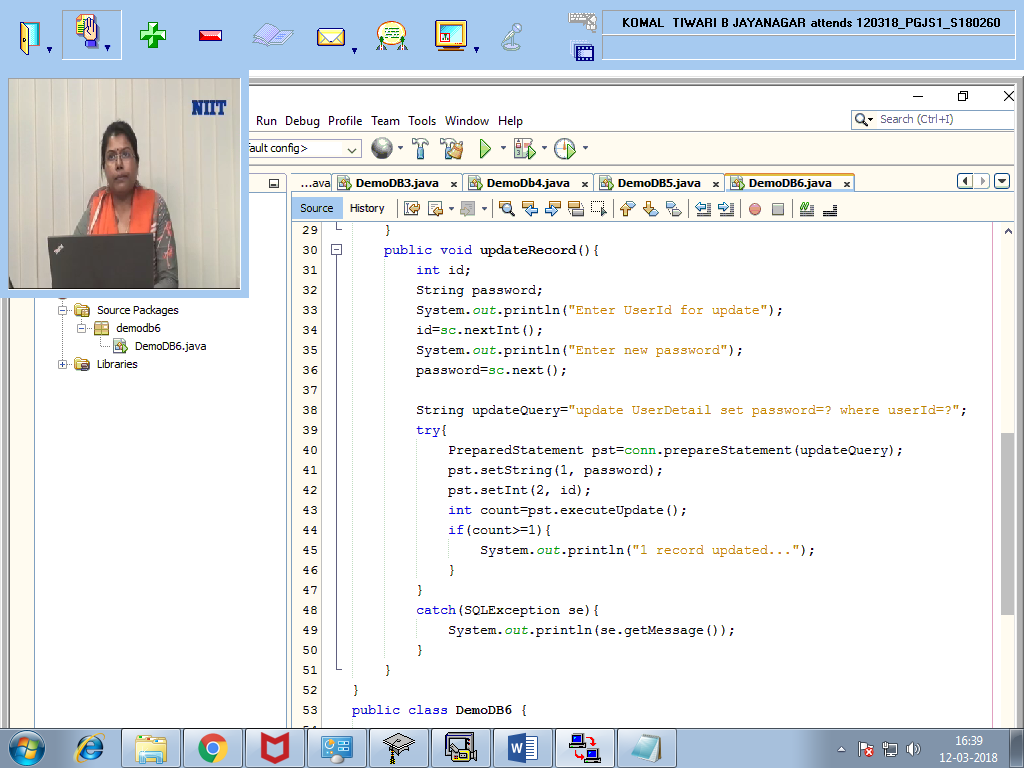 KOMAL TIWARI B JAYANAGAR attends 120318_PGJS1_S180260
NIIT
Run Debug Profile Team Tools Window Help
Search (Ctrl+I)
fault config>
...ava DemoDB3.java DemoDb4.java DemoDB5.java DemoDB6.java
Source History
Source Packages
demodb6
DemoDB6.java
Libraries
29 }
30 public void updateRecord(){
31 int id;
32 String password;
33 System.out.println("Enter UserId for update");
34 id=sc.nextInt();
35 System.out.println("Enter new password");
36 password=sc.next();
37
38 String updateQuery="update UserDetail set password=? where userId=?";
39 try{
40 PreparedStatement pst=conn.prepareStatement(updateQuery);
41 pst.setString(1, password);
42 pst.setInt(2, id);
43 int count=pst.executeUpdate();
44 if(count>=1){
45 System.out.println("1 record updated...");
46 }
47 }
48 catch(SQLException se){
49 System.out.println(se.getMessage());
50 }
51 }
52 }
53 public class DemoDB6 {
16:39
12-03-2018